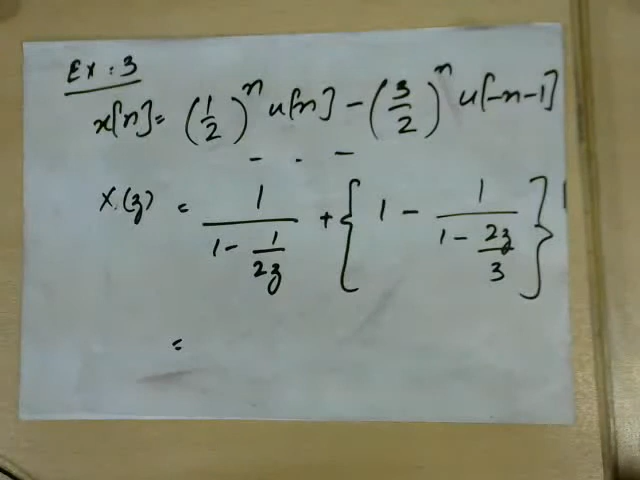 Ex: 3
x[n] = (1/2)^n u[n] - (3/2)^n u[-n-1]
- . -
X(z) = 1/(1 - 1/2z) + {1 - 1/(1 - 2z/3)}
=